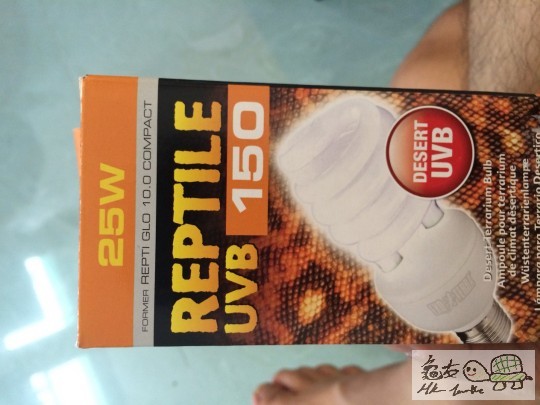 25W
FORMER REPTI GLO 10.0 COMPACT
REPTILE
UVB 150
DESERT
UVB
Desert Terrarium Bulb
Ampoule pour terrarium
de climat désertique
Wüstenterrarienlampe